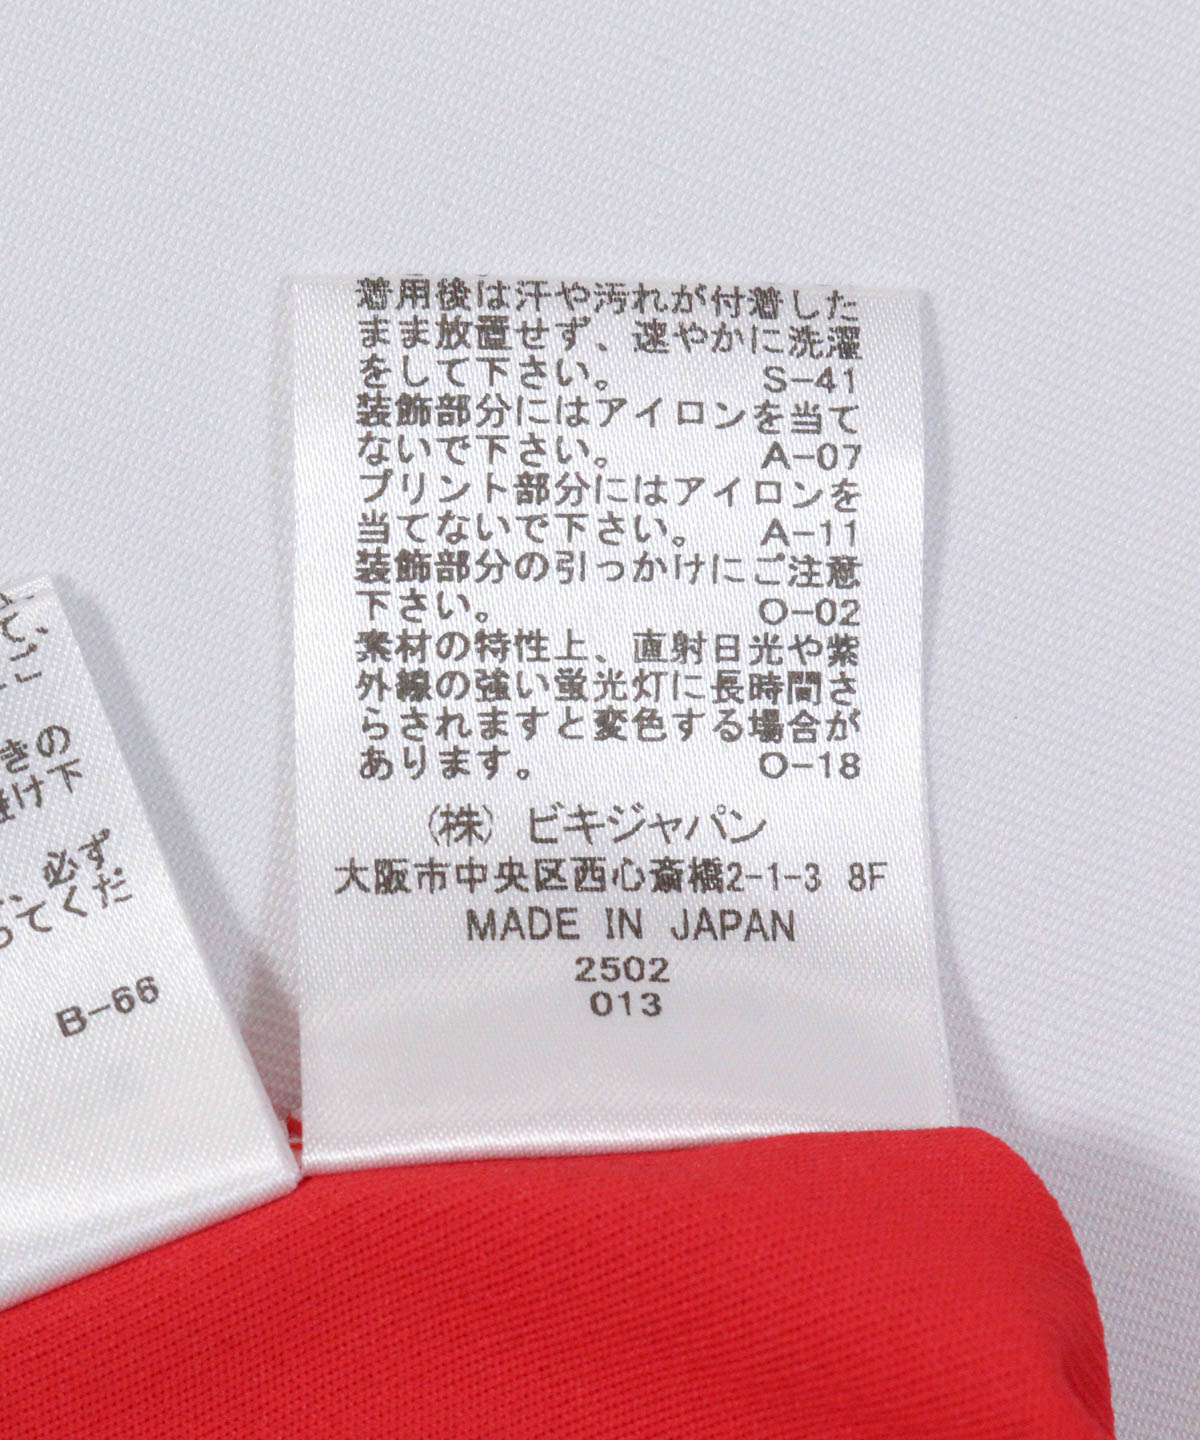 着用後は汗や汚れが付着した
まま放置せず、速やかに洗濯
をして下さい。 S-41
装飾部分にはアイロンを当て
ないで下さい。 A-07
プリント部分にはアイロンを
当てないで下さい。 A-11
装飾部分の引っかけにご注意
下さい。 O-02
素材の特性上、直射日光や紫
外線の強い蛍光灯に長時間さ
らされますと変色する場合が
あります。 O-18
(株) ビキジャパン
大阪市中央区西心斎橋2-1-3 8F
MADE IN JAPAN
2502
013
て、
ご
きの
け下
、必ず
ってくだ
B-66